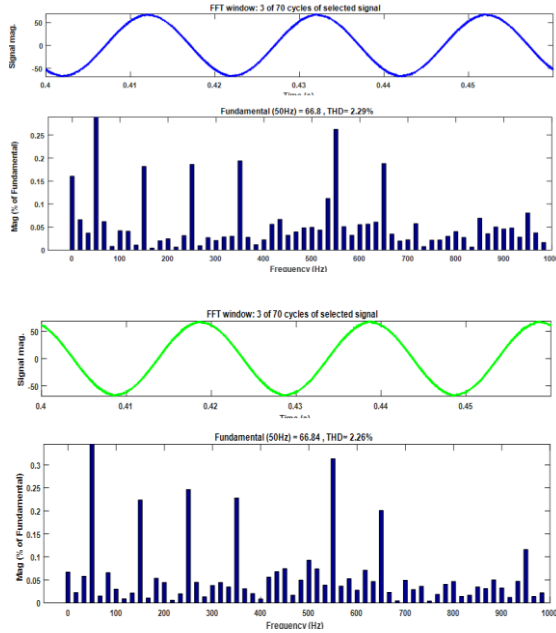 FFT window: 3 of 70 cycles of selected signal
Signal mag.
50
0
-50
0.4 0.41 0.42 0.43 0.44 0.45
Time (s)
Fundamental (50Hz) = 66.8 , THD= 2.29%
Mag (% of Fundamental)
0.25
0.2
0.15
0.1
0.05
0
0 100 200 300 400 500 600 700 800 900 1000
Frequency (Hz)
FFT window: 3 of 70 cycles of selected signal
Signal mag.
50
0
-50
0.4 0.41 0.42 0.43 0.44 0.45
Time (s)
Fundamental (50Hz) = 66.84 , THD= 2.26%
Mag (% of Fundamental)
0.3
0.25
0.2
0.15
0.1
0.05
0
0 100 200 300 400 500 600 700 800 900 1000
Frequency (Hz)